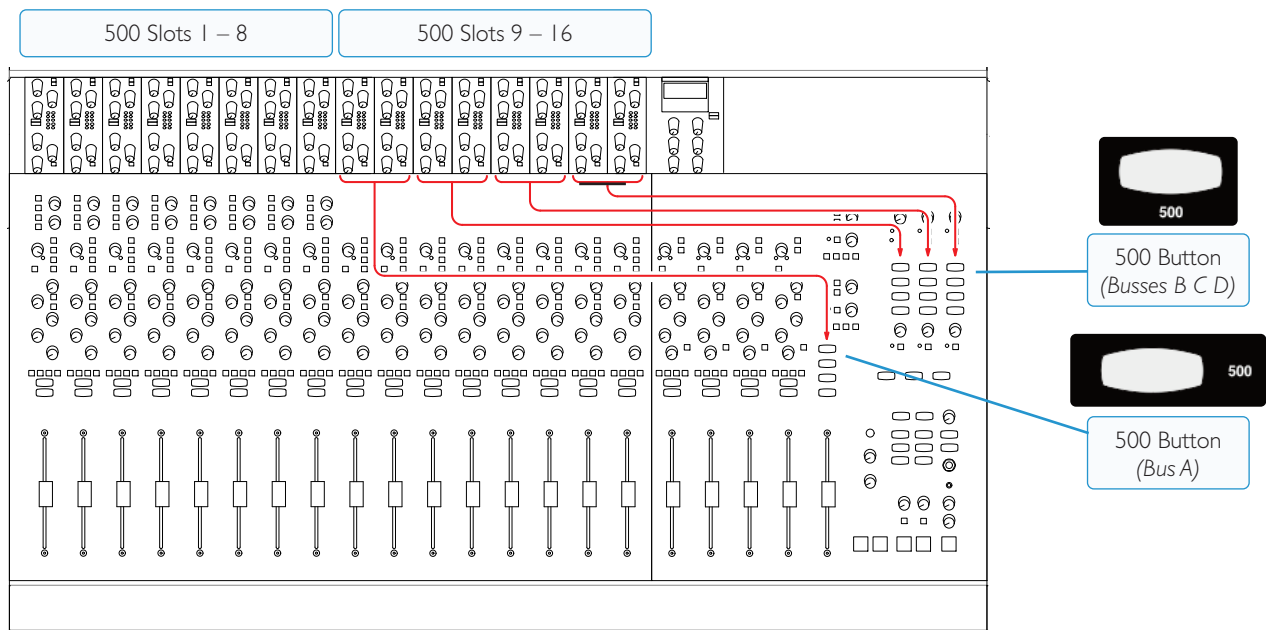 500 Slots 1 – 8
500 Slots 9 – 16
500
500 Button
(Busses B C D)
500
500 Button
(Bus A)